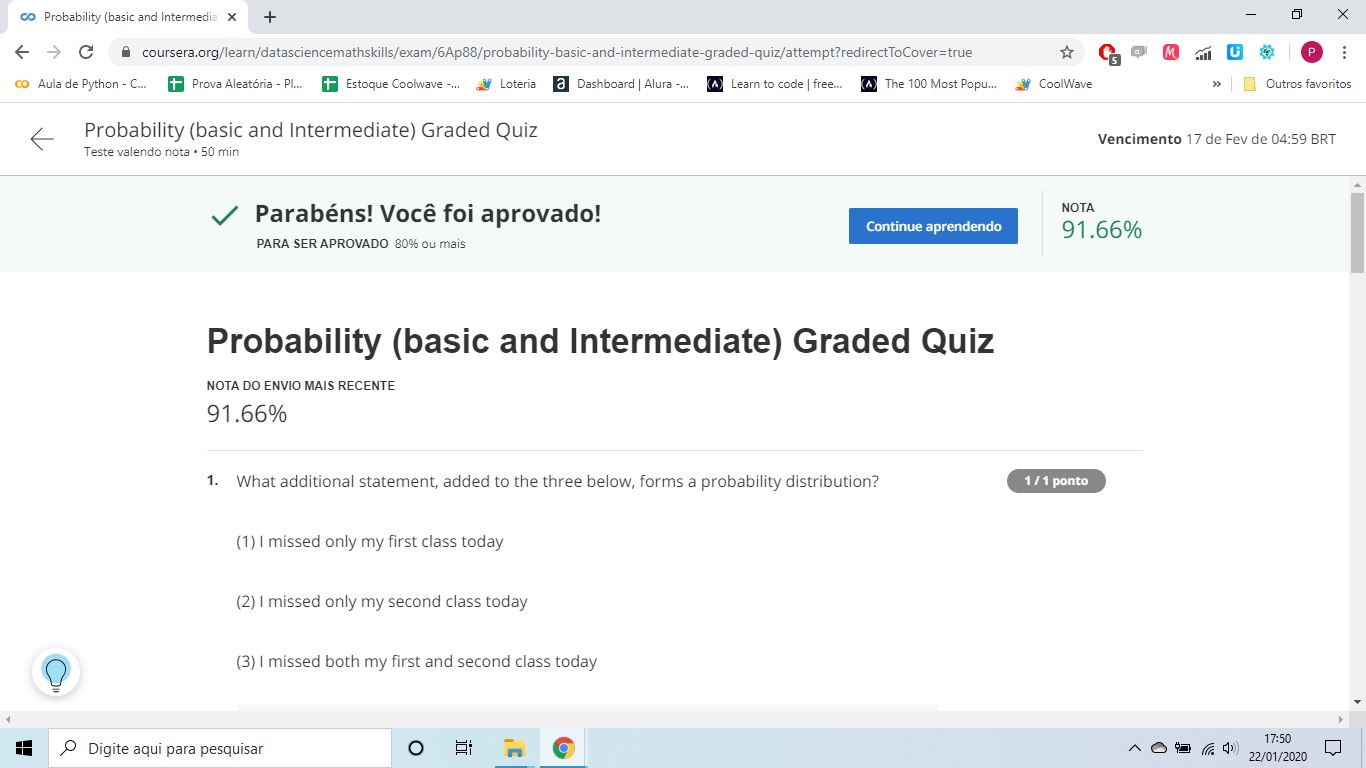 Probability (basic and Intermedia
coursera.org/learn/datasciencemathskills/exam/6Ap88/probability-basic-and-intermediate-graded-quiz/attempt?redirectToCover=true
5
P
Aula de Python - C...
Prova Aleatória - Pl...
Estoque Coolwave -...
Loteria
a
Dashboard | Alura -...
Learn to code | free...
The 100 Most Popu...
CoolWave
»
Outros favoritos
Probability (basic and Intermediate) Graded Quiz
Teste valendo nota • 50 min
Vencimento 17 de Fev de 04:59 BRT
Parabéns! Você foi aprovado!
PARA SER APROVADO 80% ou mais
Continue aprendendo
NOTA
91.66%
Probability (basic and Intermediate) Graded Quiz
NOTA DO ENVIO MAIS RECENTE
91.66%
1. What additional statement, added to the three below, forms a probability distribution?
1 / 1 ponto
(1) I missed only my first class today
(2) I missed only my second class today
(3) I missed both my first and second class today
Digite aqui para pesquisar
17:50
22/01/2020